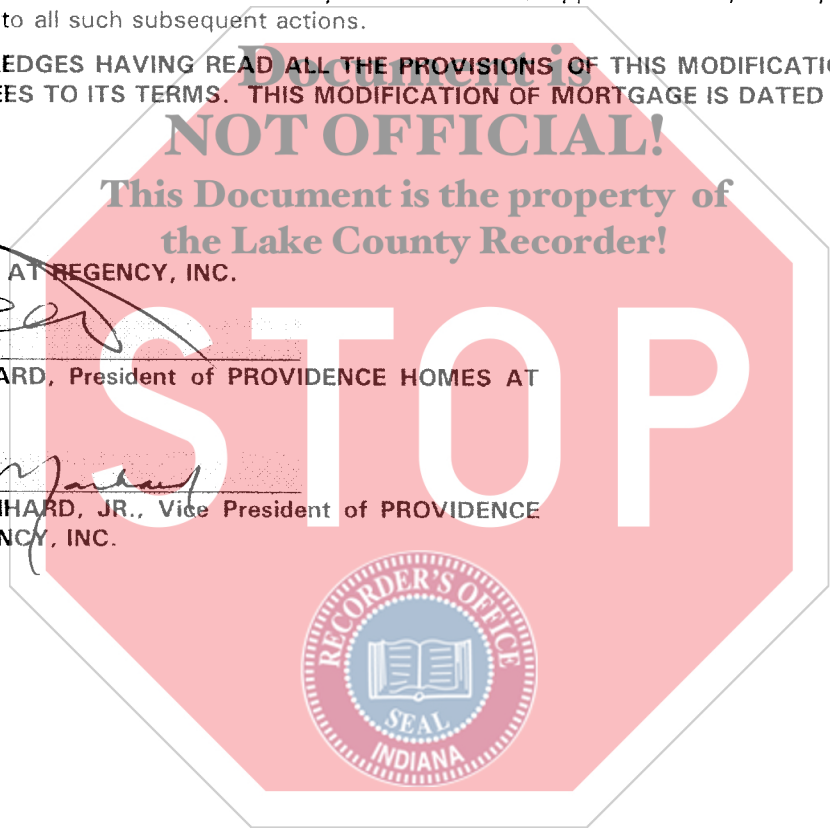 to all such subsequent actions.
EDGES HAVING READ ALL THE PROVISIONS OF THIS MODIFICATIO
EES TO ITS TERMS. THIS MODIFICATION OF MORTGAGE IS DATED
Document is
NOT OFFICIAL!
This Document is the property of
the Lake County Recorder!
AT REGENCY, INC.
ARD, President of PROVIDENCE HOMES AT
HARD, JR., Vice President of PROVIDENCE
NCY, INC.
STOP
RECORDER'S OFFICE
SEAL
INDIANA